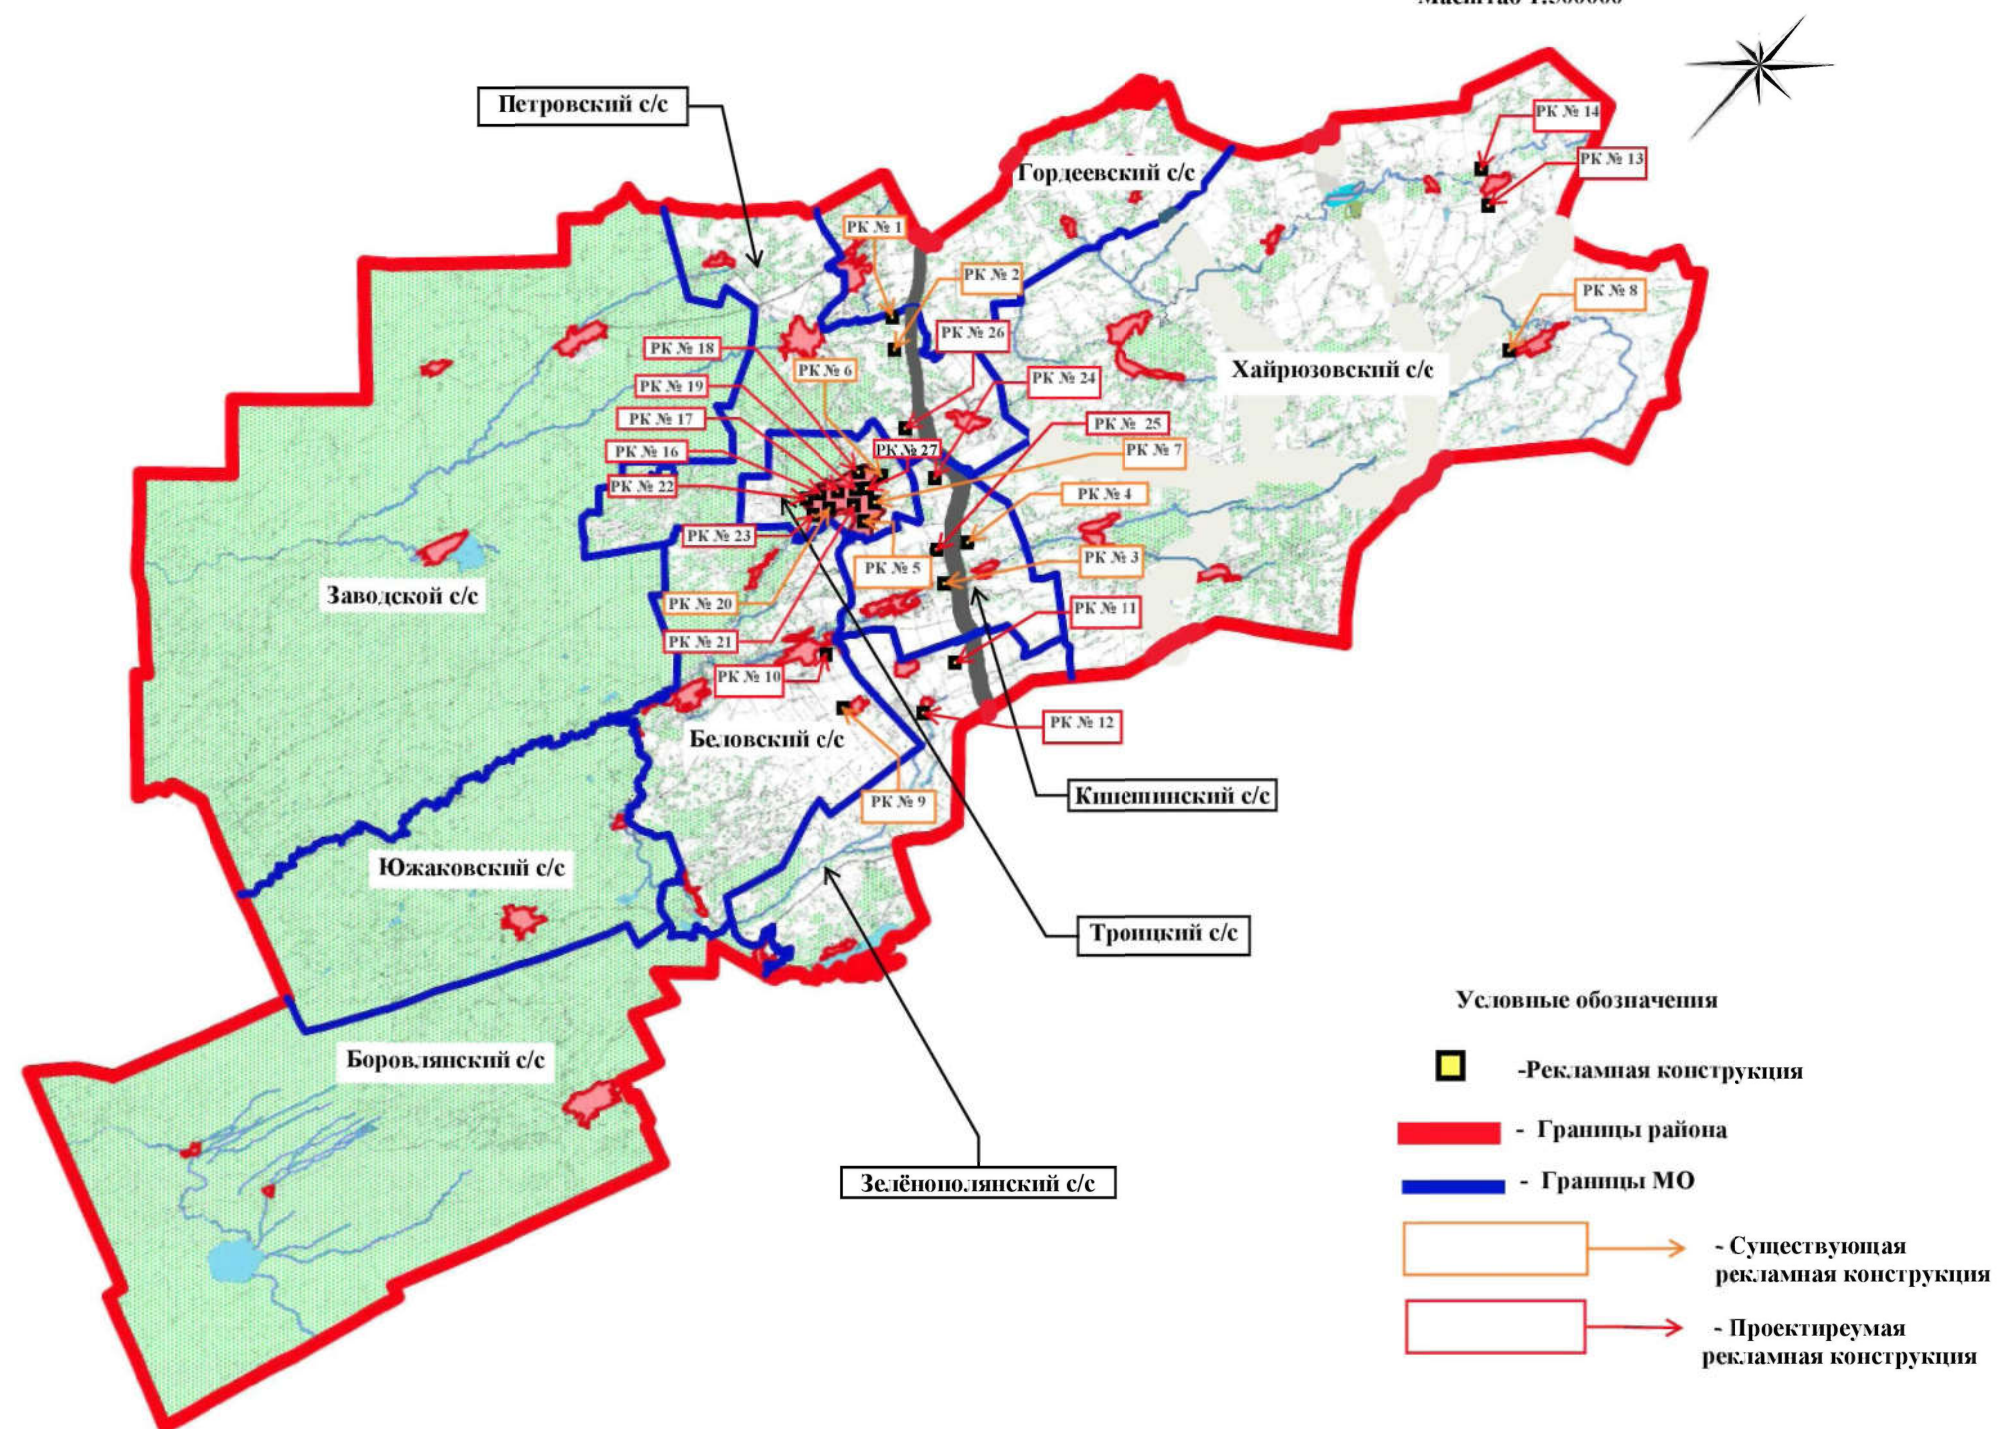 Масштаб 1:500000
Петровский с/с
РК № 14
РК № 13
Гордеевский с/с
РК № 1
РК № 2
РК № 8
РК № 26
РК № 18
РК № 6
Хайрюзовский с/с
РК № 24
РК № 19
РК № 17
РК № 25
РК № 16
РК № 27
РК № 7
РК № 22
РК № 4
РК № 23
РК № 3
РК № 5
Заводской с/с
РК № 20
РК № 11
РК № 21
РК № 10
РК № 12
Беловский с/с
Кипешинский с/с
РК № 9
Южаковский с/с
Троицкий с/с
Условные обозначения
Боровлянский с/с
-Рекламная конструкция
- Границы района
Зелёнополянский с/с
- Границы МО
- Существующая
рекламная конструкция
- Проектиреумая
рекламная конструкция